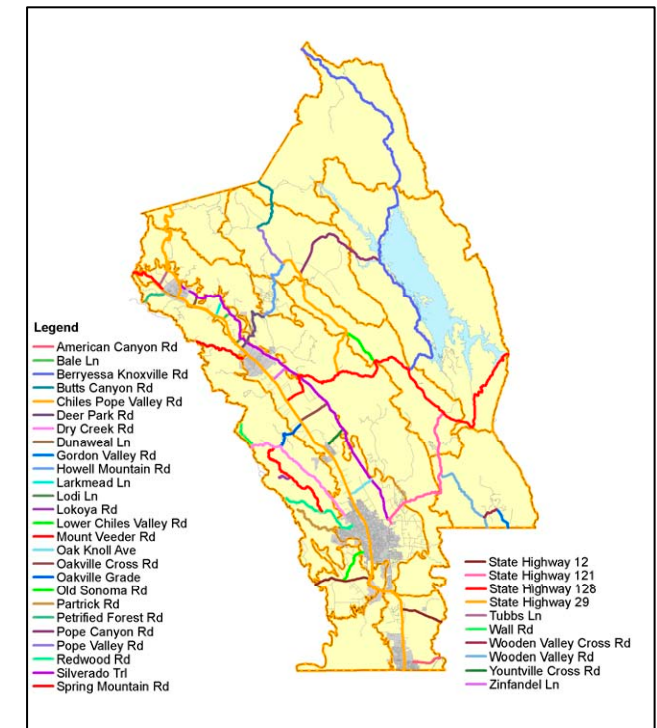 Legend
American Canyon Rd
Bale Ln
Berryessa Knoxville Rd
Butts Canyon Rd
Chiles Pope Valley Rd
Deer Park Rd
Dry Creek Rd
Dunaweal Ln
Gordon Valley Rd
Howell Mountain Rd
Larkmead Ln
Lodi Ln
Lokoya Rd
Lower Chiles Valley Rd
Mount Veeder Rd
Oak Knoll Ave
Oakville Cross Rd
Oakville Grade
Old Sonoma Rd
Partrick Rd
Petrified Forest Rd
Pope Canyon Rd
Pope Valley Rd
Redwood Rd
Silverado Trl
Spring Mountain Rd
State Highway 12
State Highway 121
State Highway 128
State Highway 29
Tubbs Ln
Wall Rd
Wooden Valley Cross Rd
Wooden Valley Rd
Yountville Cross Rd
Zinfandel Ln